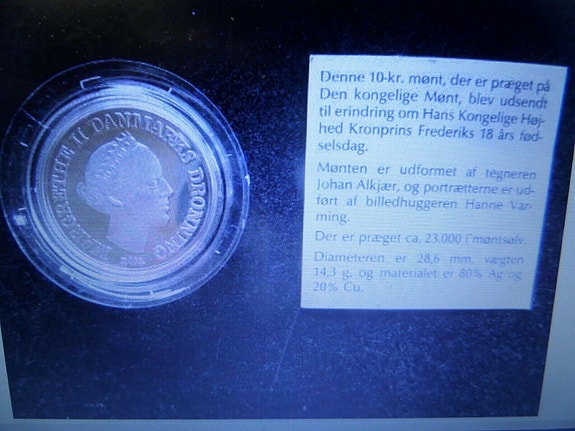 MARGRETHE II DANMARKS DRONNING
Denne 10-kr. mønt, der er præget på
Den kongelige Mønt, blev udsendt
til erindring om Hans Kongelige Høj-
hed Kronprins Frederiks 18 års fød-
selsdag.
Mønten er udformet af tegneren
Johan Alkjær, og portrætterne er ud-
ført af billedhuggeren Hanne Var-
ming.
Der er præget ca. 23.000 i møntsølv.
Diameteren er 28,6 mm, vægten
14,3 g, og materialet er 80% Ag og
20% Cu.